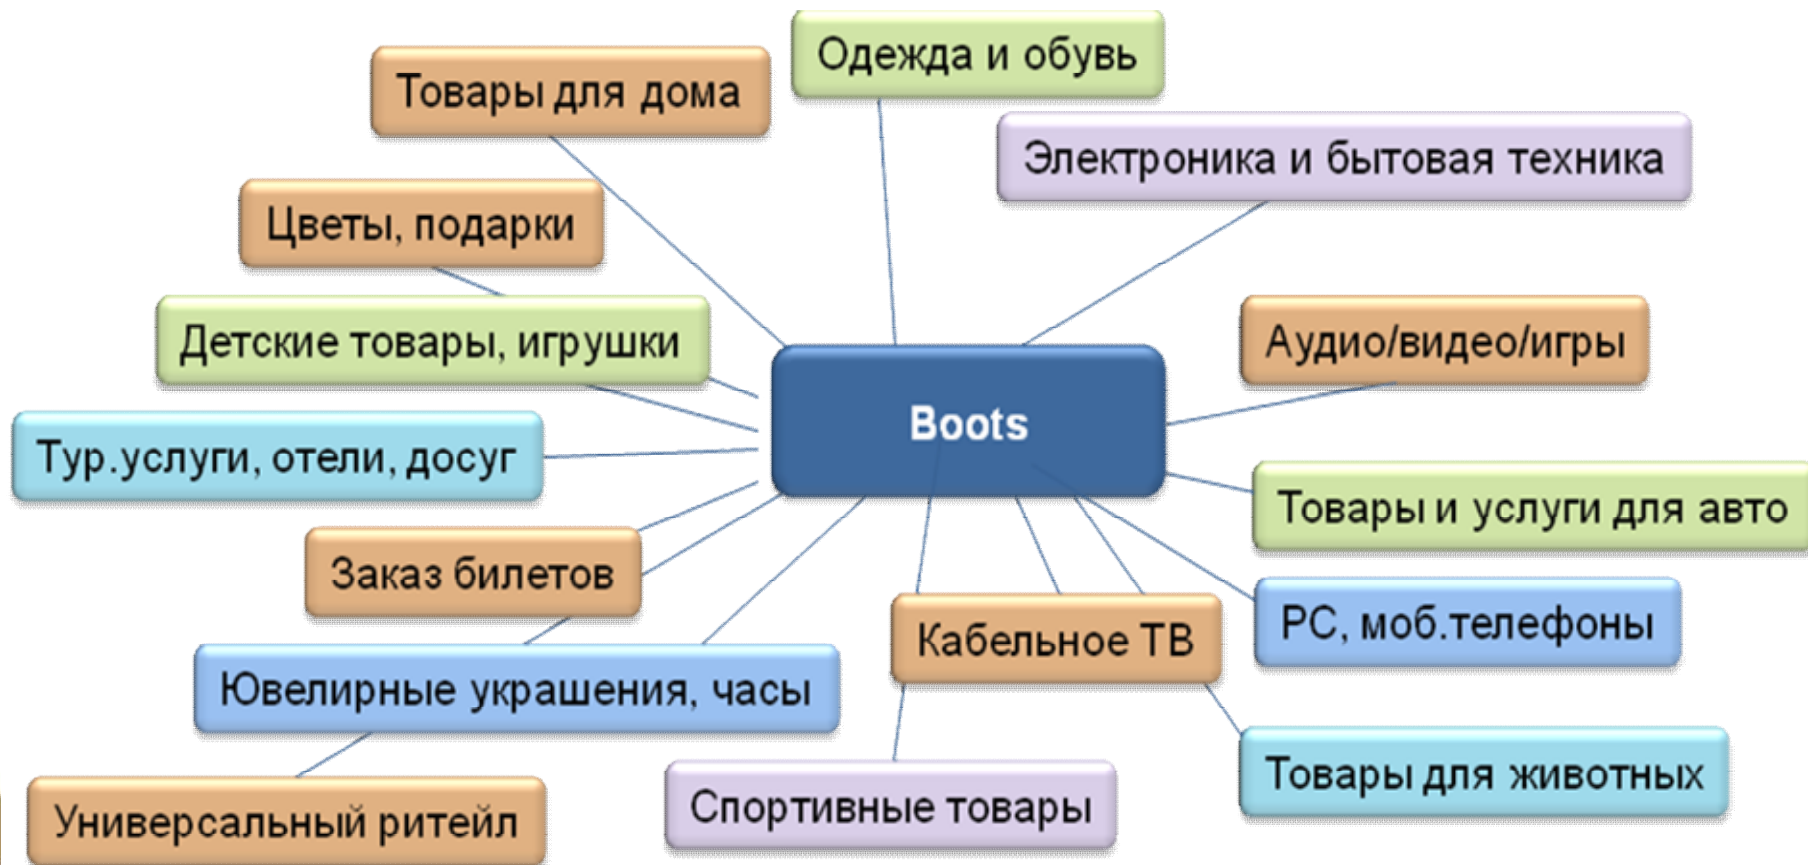 Одежда и обувь
Товары для дома
Электроника и бытовая техника
Цветы, подарки
Детские товары, игрушки
Аудио/видео/игры
Boots
Тур.услуги, отели, досуг
Товары и услуги для авто
Заказ билетов
РС, моб.телефоны
Кабельное ТВ
Ювелирные украшения, часы
Товары для животных
Спортивные товары
Универсальный ритейл